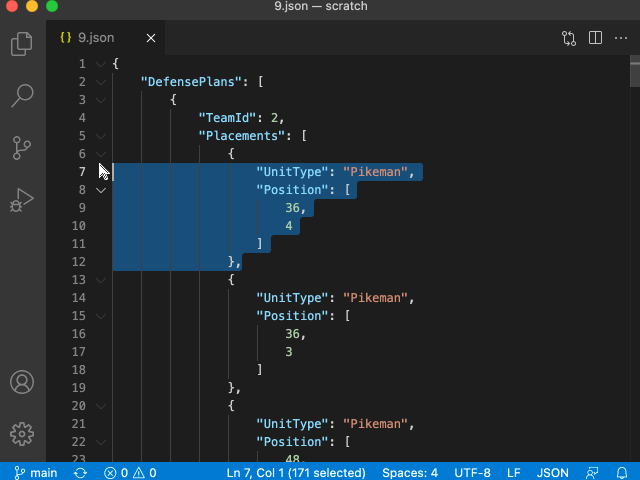 9.json — scratch
{} 9.json
1 {
2 "DefensePlans": [
3 {
4 "TeamId": 2,
5 "Placements": [
6 {
7 "UnitType": "Pikeman",
8 "Position": [
9 36,
10 4
11 ]
12 },
13 {
14 "UnitType": "Pikeman",
15 "Position": [
16 36,
17 3
18 ]
19 },
20 {
21 "UnitType": "Pikeman",
22 "Position": [
23 48,
main 0 0 Ln 7, Col 1 (171 selected) Spaces: 4 UTF-8 LF JSON